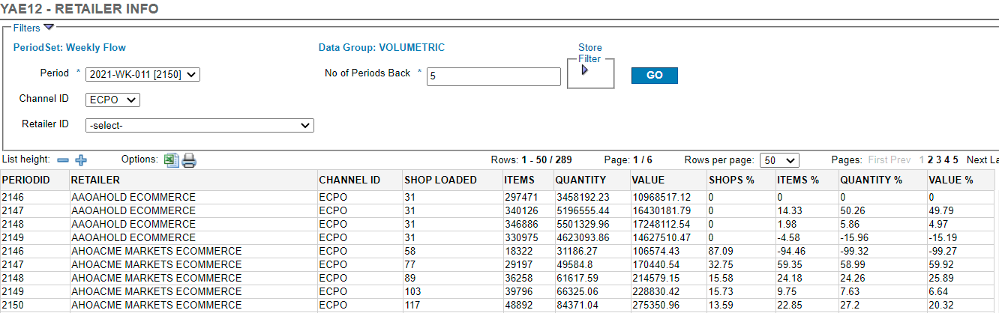 YAE12 - RETAILER INFO
Filters
PeriodSet: Weekly Flow Data Group: VOLUMETRIC Store Filter
Period * 2021-WK-011 [2150] No of Periods Back * 5 GO
Channel ID ECPO
Retailer ID -select-
List height: Options: Rows: 1 - 50 / 289 Page: 1 / 6 Rows per page: 50 Pages: First Prev 1 2 3 4 5 Next La
PERIODID RETAILER CHANNEL ID SHOP LOADED ITEMS QUANTITY VALUE SHOPS % ITEMS % QUANTITY % VALUE %
2146 AAOAHOLD ECOMMERCE ECPO 31 297471 3458192.23 10968517.12 0 0 0 0
2147 AAOAHOLD ECOMMERCE ECPO 31 340126 5196555.44 16430181.79 0 14.33 50.26 49.79
2148 AAOAHOLD ECOMMERCE ECPO 31 346886 5501329.96 17248112.54 0 1.98 5.86 4.97
2149 AAOAHOLD ECOMMERCE ECPO 31 330975 4623093.86 14627510.47 0 -4.58 -15.96 -15.19
2146 AHOACME MARKETS ECOMMERCE ECPO 58 18322 31186.27 106574.43 87.09 -94.46 -99.32 -99.27
2147 AHOACME MARKETS ECOMMERCE ECPO 77 29197 49584.8 170440.54 32.75 59.35 58.99 59.92
2148 AHOACME MARKETS ECOMMERCE ECPO 89 36258 61617.59 214579.15 15.58 24.18 24.26 25.89
2149 AHOACME MARKETS ECOMMERCE ECPO 103 39796 66325.06 228830.42 15.73 9.75 7.63 6.64
2150 AHOACME MARKETS ECOMMERCE ECPO 117 48892 84371.04 275350.96 13.59 22.85 27.2 20.32